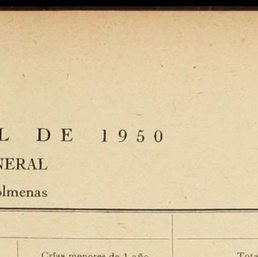 L DE 1950
NERAL
olmenas
Crías menores de 1 año
Tota